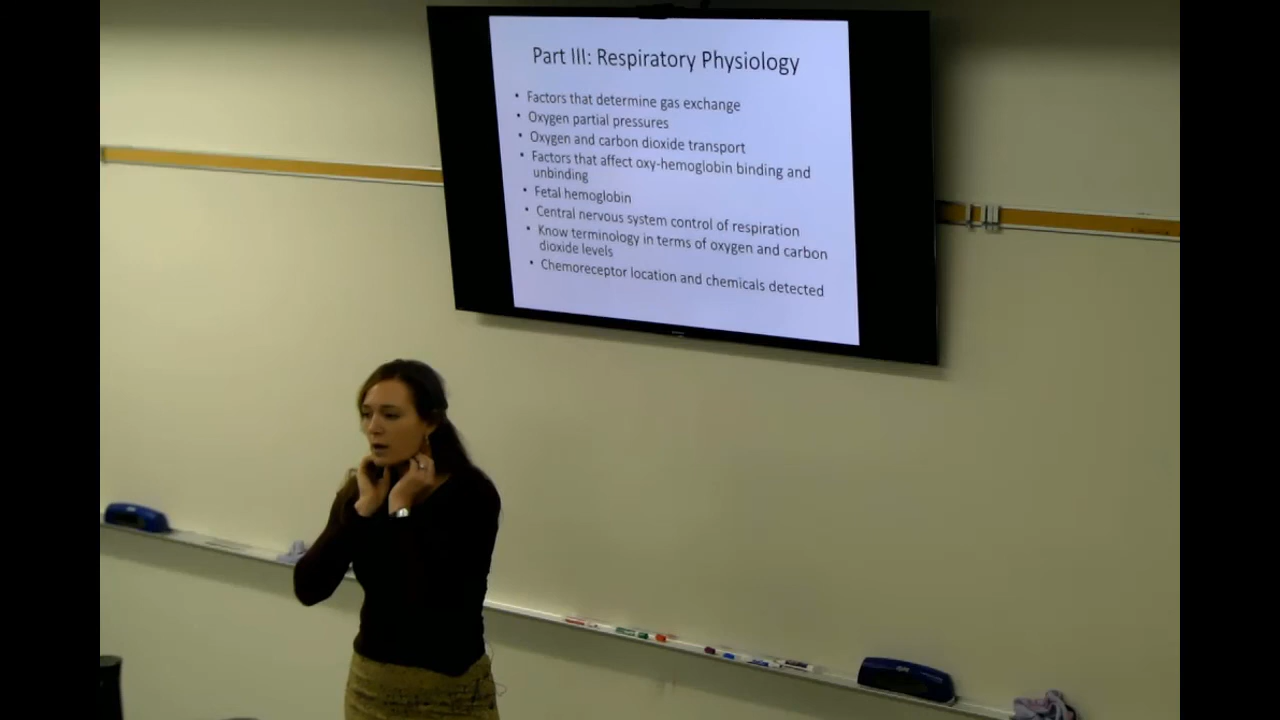 Part III: Respiratory Physiology
• Factors that determine gas exchange
• Oxygen partial pressures
• Oxygen and carbon dioxide transport
• Factors that affect oxy-hemoglobin binding and
unbinding
• Fetal hemoglobin
• Central nervous system control of respiration
• Know terminology in terms of oxygen and carbon
dioxide levels
• Chemoreceptor location and chemicals detected